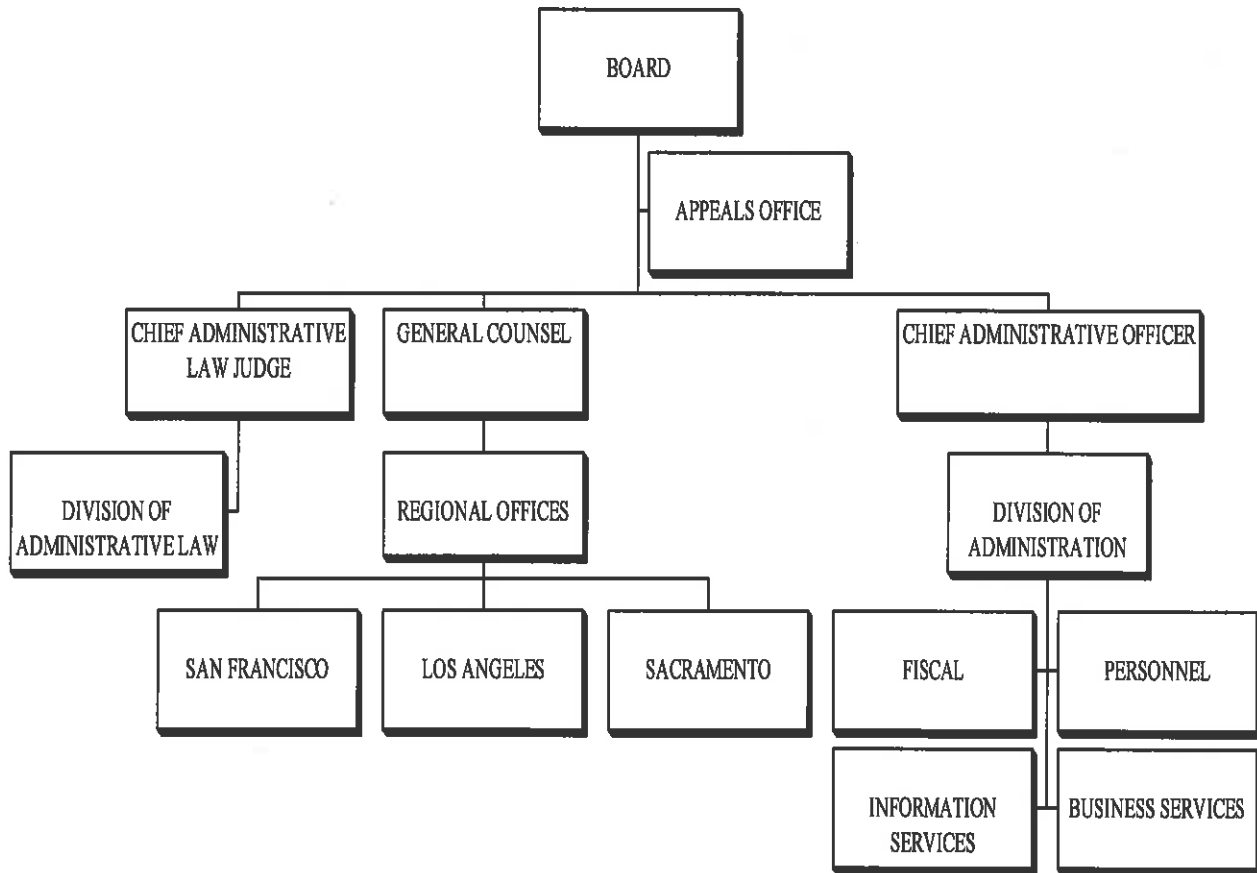 BOARD
APPEALS OFFICE
CHIEF ADMINISTRATIVE
LAW JUDGE
GENERAL COUNSEL
CHIEF ADMINISTRATIVE OFFICER
DIVISION OF
ADMINISTRATIVE LAW
REGIONAL OFFICES
DIVISION OF
ADMINISTRATION
SAN FRANCISCO
LOS ANGELES
SACRAMENTO
FISCAL
PERSONNEL
INFORMATION
SERVICES
BUSINESS SERVICES